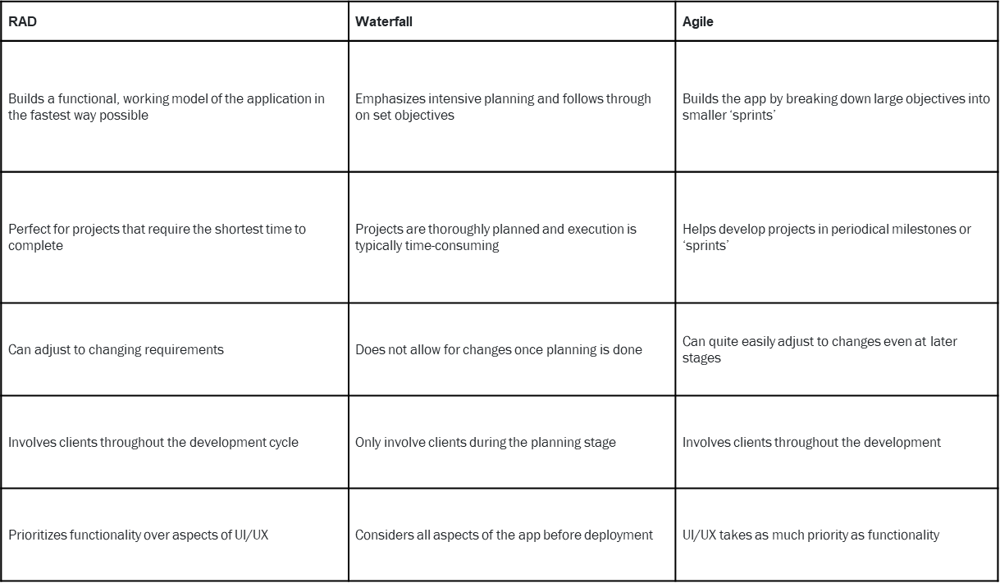 RAD
Waterfall
Agile
Builds a functional, working model of the application in
the fastest way possible
Emphasizes intensive planning and follows through
on set objectives
Builds the app by breaking down large objectives into
smaller ‘sprints’
Perfect for projects that require the shortest time to
complete
Projects are thoroughly planned and execution is
typically time-consuming
Helps develop projects in periodical milestones or
‘sprints’
Can adjust to changing requirements
Does not allow for changes once planning is done
Can quite easily adjust to changes even at later
stages
Involves clients throughout the development cycle
Only involve clients during the planning stage
Involves clients throughout the development
Prioritizes functionality over aspects of UI/UX
Considers all aspects of the app before deployment
UI/UX takes as much priority as functionality